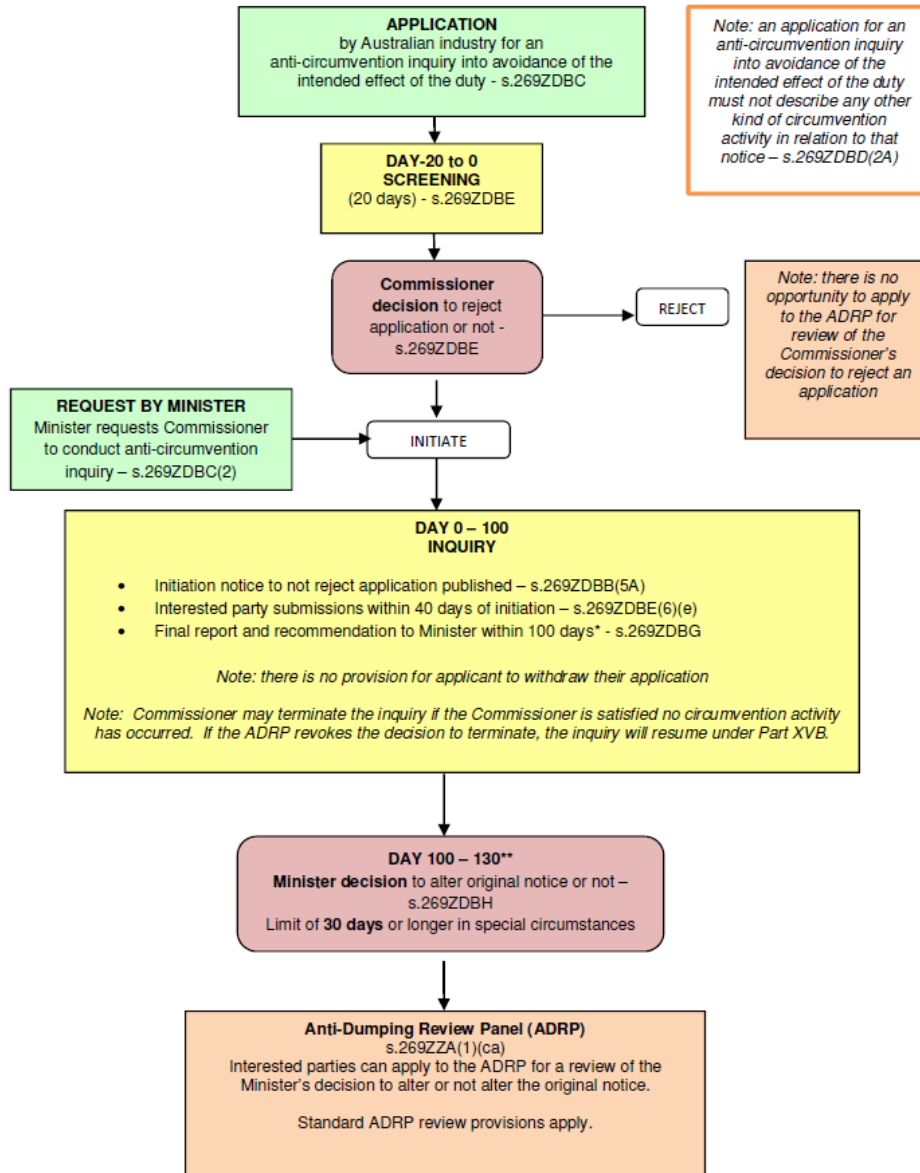 APPLICATION
by Australian industry for an
anti-circumvention inquiry into avoidance of the
intended effect of the duty - s.269ZDBC
Note: an application for an
anti-circumvention inquiry
into avoidance of the
intended effect of the duty
must not describe any other
kind of circumvention
activity in relation to that
notice – s.269ZDBD(2A)
DAY-20 to 0
SCREENING
(20 days) - s.269ZDBE
Commissioner
decision to reject
application or not -
s.269ZDBE
REJECT
Note: there is no
opportunity to apply
to the ADRP for
review of the
Commissioner's
decision to reject an
application
REQUEST BY MINISTER
Minister requests Commissioner
to conduct anti-circumvention
inquiry – s.269ZDBC(2)
INITIATE
DAY 0 – 100
INQUIRY
• Initiation notice to not reject application published – s.269ZDBB(5A)
• Interested party submissions within 40 days of initiation – s.269ZDBE(6)(e)
• Final report and recommendation to Minister within 100 days* - s.269ZDBG
Note: there is no provision for applicant to withdraw their application
Note: Commissioner may terminate the inquiry if the Commissioner is satisfied no circumvention activity
has occurred. If the ADRP revokes the decision to terminate, the inquiry will resume under Part XVB.
DAY 100 – 130**
Minister decision to alter original notice or not –
s.269ZDBH
Limit of 30 days or longer in special circumstances
Anti-Dumping Review Panel (ADRP)
s.269ZZA(1)(ca)
Interested parties can apply to the ADRP for a review of the
Minister's decision to alter or not alter the original notice.
Standard ADRP review provisions apply.